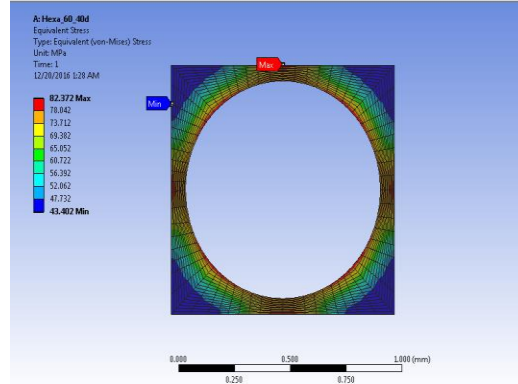 A: Hexa_60_40d
Equivalent Stress
Type: Equivalent (von-Mises) Stress
Unit: MPa
Time: 1
12/20/2016 1:28 AM
82.372 Max
78.042
73.712
69.382
65.052
60.722
56.392
52.062
47.732
43.402 Min
Max
Min
0.000 0.500 1.000 (mm)
0.250 0.750